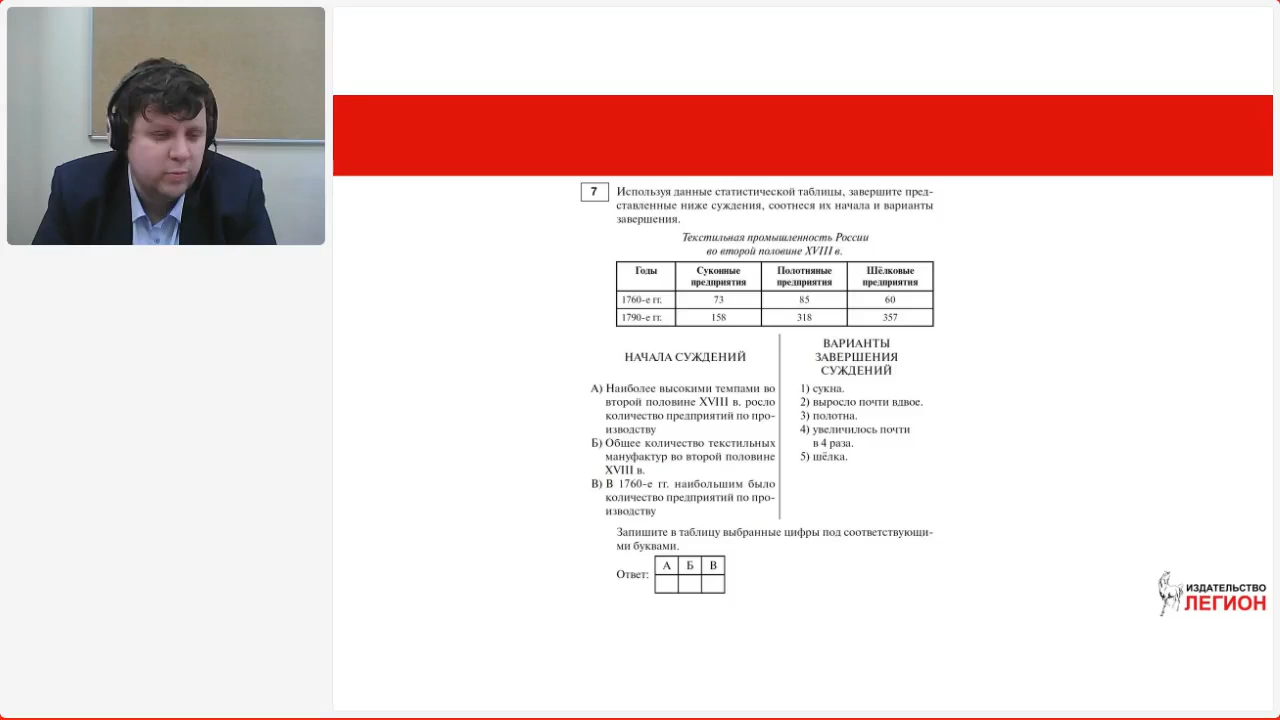 7
Используя данные статистической таблицы, завершите пред-
ставленные ниже суждения, соотнеся их начала и варианты
завершения.
Текстильная промышленность России
во второй половине XVIII в.
Годы Суконные предприятия Полотняные предприятия Шёлковые предприятия
1760-е гг. 73 85 60
1790-е гг. 158 318 357
НАЧАЛА СУЖДЕНИЙ
А) Наиболее высокими темпами во
второй половине XVIII в. росло
количество предприятий по про-
изводству
Б) Общее количество текстильных
мануфактур во второй половине
XVIII в.
В) В 1760-е гг. наибольшим было
количество предприятий по про-
изводству
ВАРИАНТЫ
ЗАВЕРШЕНИЯ
СУЖДЕНИЙ
1) сукна.
2) выросло почти вдвое.
3) полотна.
4) увеличилось почти
в 4 раза.
5) шёлка.
Запишите в таблицу выбранные цифры под соответствующи-
ми буквами.
Ответ:
А Б В
ИЗДАТЕЛЬСТВО
ЛЕГИОН